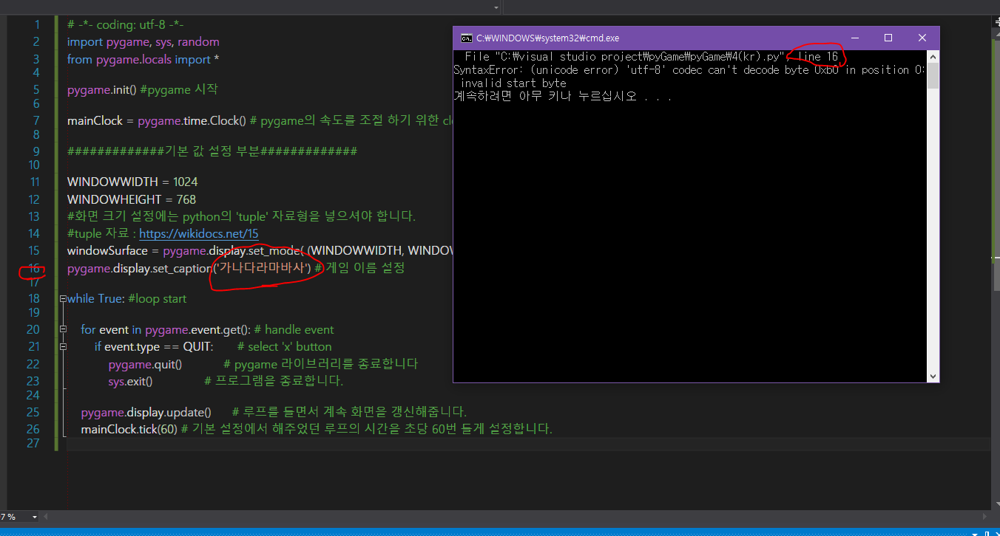 1 # -*- coding: utf-8 -*-
2 import pygame, sys, random
3 from pygame.locals import *
4
5 pygame.init() #pygame 시작
6
7 mainClock = pygame.time.Clock() # pygame의 속도를 조절 하기 위한
8
9 #############기본 값 설정 부분#############
10
11 WINDOWWIDTH = 1024
12 WINDOWHEIGHT = 768
13 #화면 크기 설정에는 python의 'tuple' 자료형을 넣으셔야 합니다.
14 #tuple 자료 : https://wikidocs.net/15
15 windowSurface = pygame.display.set_mode( (WINDOWWIDTH,
16 pygame.display.set_caption('가나다라마바사') # 게임 이름 설정
17
18 while True: #loop start
19
20 for event in pygame.event.get(): # handle event
21 if event.type == QUIT: # select 'x' button
22 pygame.quit() # pygame 라이브러리를 종료합니다
23 sys.exit() # 프로그램을 종료합니다.
24
25 pygame.display.update() # 루프를 들면서 계속 화면을 갱신해줍니다.
26 mainClock.tick(60) # 기본 설정에서 해주었던 루프의 시간을 초당 60번 들게 설정합니다.
27
C:\WINDOWS₩system32₩cmd.exe
File "C:₩visual studio project₩pyGame₩pyGame₩4(kr).py", line 16
SyntaxError: (unicode error) 'utf-8' codec can't decode byte 0xb0 in position 0:
invalid start byte
계속하려면 아무 키나 누르십시오 . . .
7 %